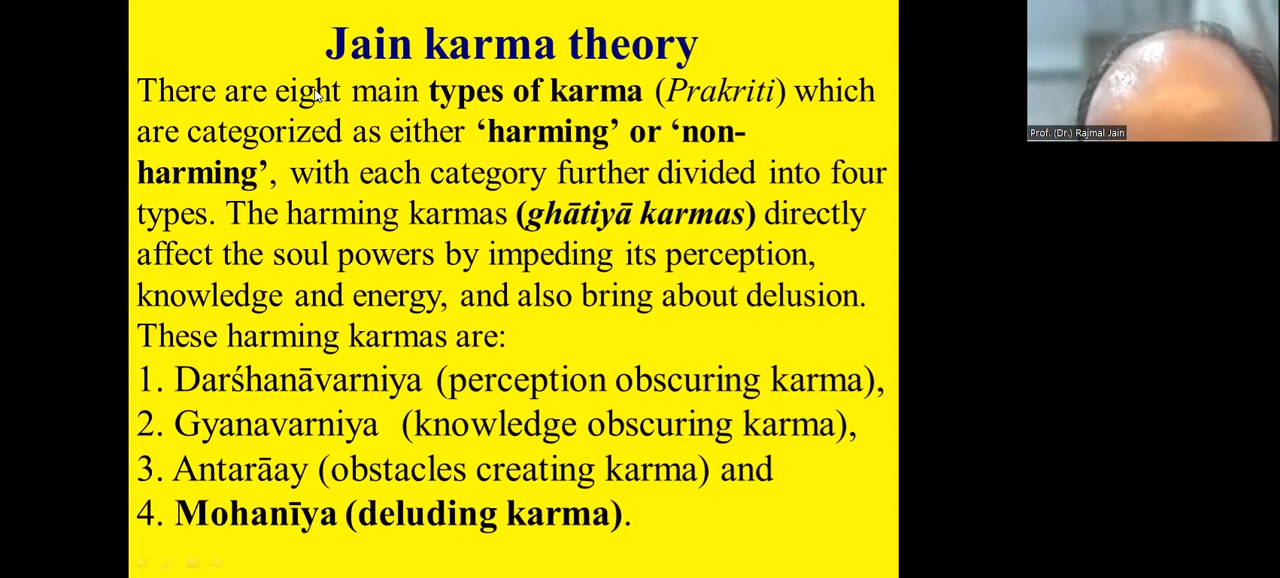 Jain karma theory
There are eight main types of karma (Prakriti) which
are categorized as either ‘harming’ or ‘non-
harming’, with each category further divided into four
types. The harming karmas (ghātiyā karmas) directly
affect the soul powers by impeding its perception,
knowledge and energy, and also bring about delusion.
These harming karmas are:
1. Darśhanāvarniya (perception obscuring karma),
2. Gyanavarniya (knowledge obscuring karma),
3. Antarāay (obstacles creating karma) and
4. Mohanīya (deluding karma).
Prof. (Dr.) Rajmal Jain